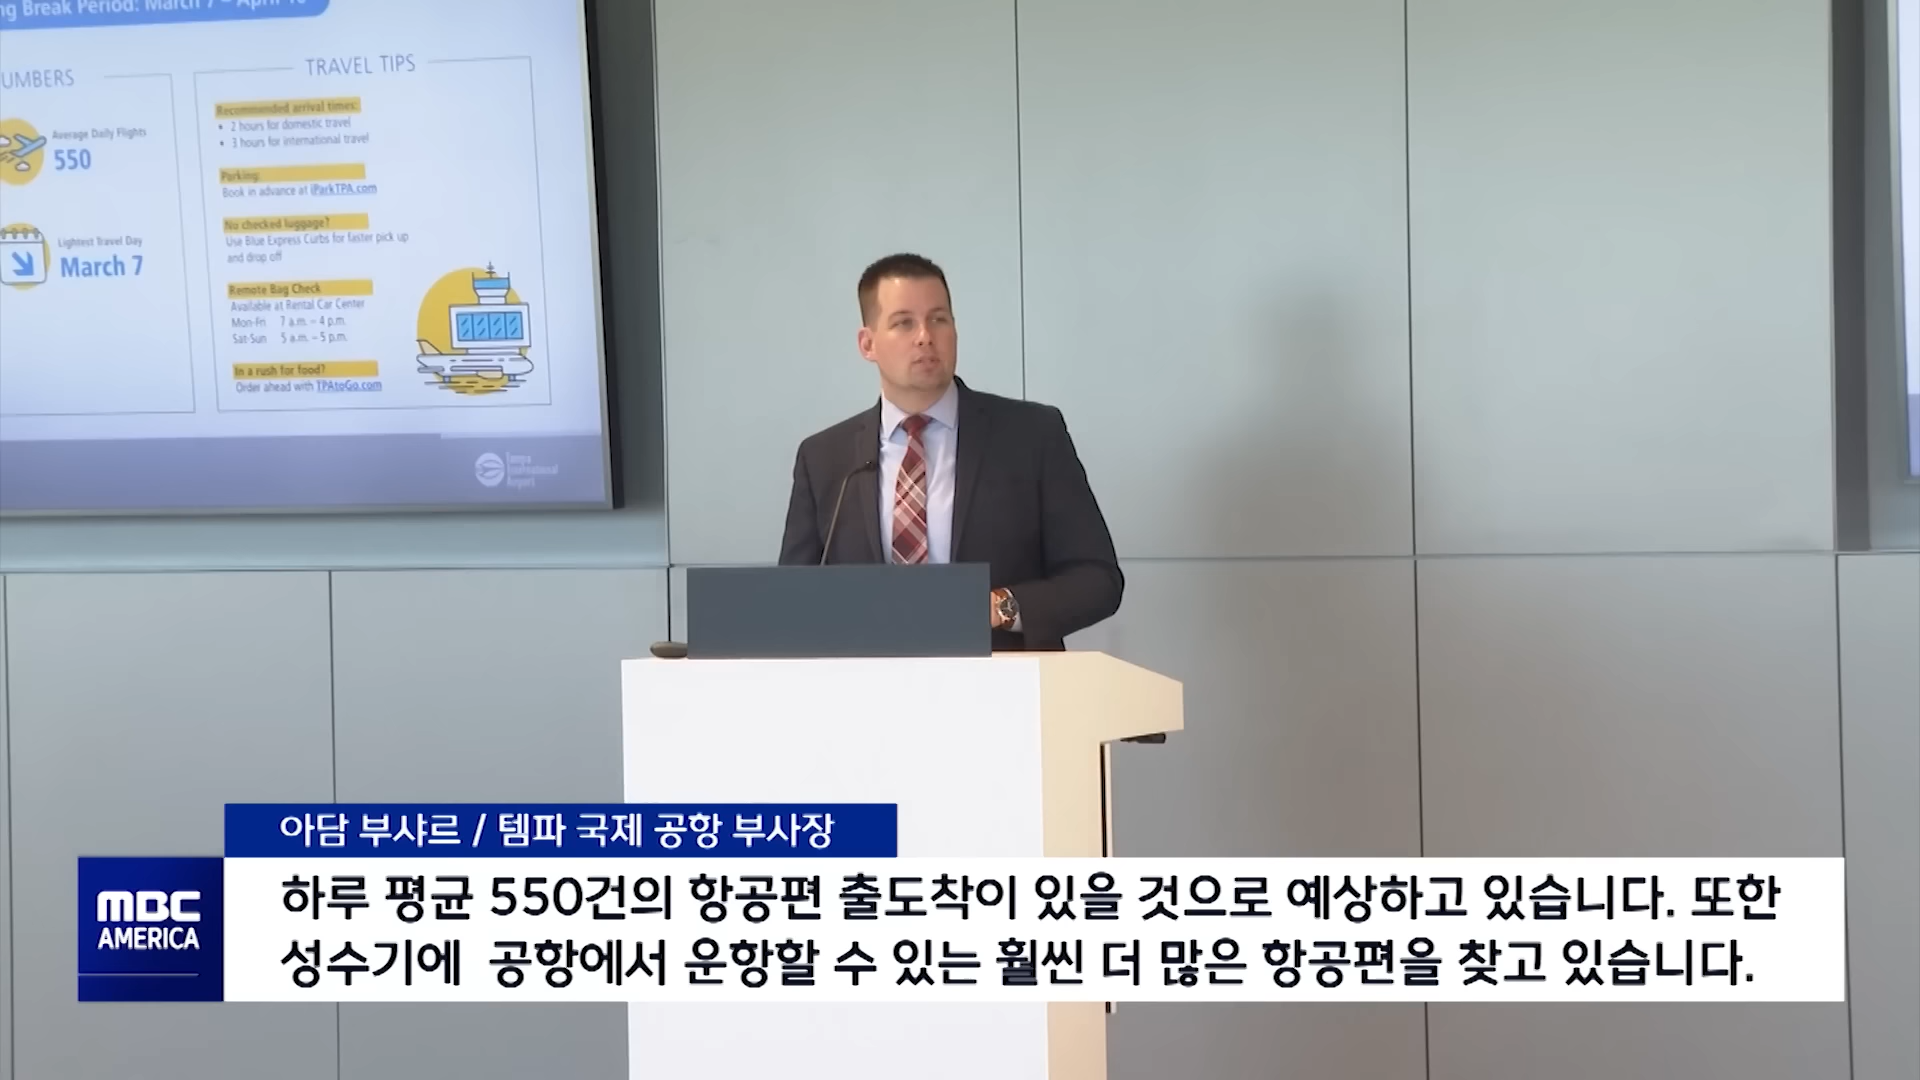 ng Break Period: March 7 – April
UMBERS
Average Daily Flights
550
Lightest Travel Day
March 7
TRAVEL TIPS
Recommended arrival times:
• 2 hours for domestic travel
• 3 hours for international travel
Parking:
Book in advance at iParkTPA.com
No checked luggage?
Use Blue Express Curbs for faster pick up
and drop off
Remote Bag Check
Available at Rental Car Center
Mon-Fri 7 a.m. – 4 p.m.
Sat-Sun 5 a.m. – 5 p.m.
In a rush for food?
Order ahead with TPAtoGo.com
Tampa
International
Airport
아담 부샤르 / 템파 국제 공항 부사장
MBC
AMERICA
하루 평균 550건의 항공편 출도착이 있을 것으로 예상하고 있습니다. 또한
성수기에 공항에서 운항할 수 있는 훨씬 더 많은 항공편을 찾고 있습니다.